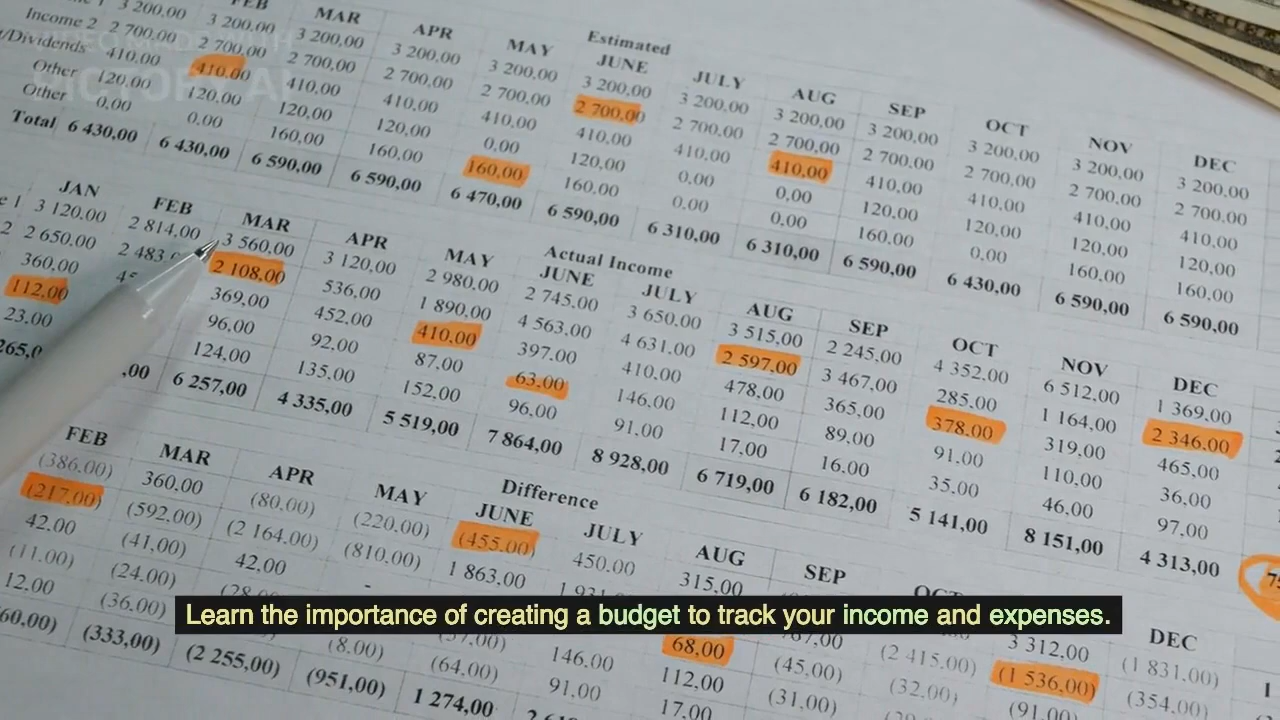 FEB MAR APR MAY Estimated JUNE JULY AUG SEP OCT NOV DEC
3 200,00 3 200,00 3 200,00 3 200,00 3 200,00 3 200,00 3 200,00 3 200,00 3 200,00 3 200,00 3 200,00 3 200,00
Income 2 2 700,00 2 700,00 2 700,00 2 700,00 2 700,00 2 700,00 2 700,00 2 700,00 2 700,00 2 700,00 2 700,00 2 700,00
/Dividends 410.00 410.00 410.00 410.00 410.00 410.00 410.00 410.00 410.00 410.00 410.00 410.00
Other 120.00 120.00 120.00 120.00 0.00 120.00 0.00 0.00 120.00 120.00 120.00 120.00
Other 0.00 0.00 160.00 160.00 160.00 160.00 0.00 0.00 160.00 0.00 160.00 160.00
Total 6 430,00 6 430,00 6 590,00 6 590,00 6 470,00 6 590,00 6 310,00 6 310,00 6 590,00 6 430,00 6 590,00 6 590,00
Actual Income
JAN FEB MAR APR MAY JUNE JULY AUG SEP OCT NOV DEC
3 120.00 2 814.00 3 560.00 3 120.00 2 980.00 2 745.00 3 650.00 3 515.00 2 245.00 4 352.00 6 512.00 1 369.00
2 650.00 2 483 2 108.00 536.00 1 890.00 4 563.00 4 631.00 2 597.00 3 467.00 285.00 1 164.00 2 346.00
360.00 369.00 452.00 410.00 397.00 410.00 478.00 365.00 378.00 319.00 465.00
112.00 96.00 92.00 87.00 63.00 146.00 112.00 89.00 91.00 110.00 36.00
23.00 124.00 135.00 152.00 96.00 91.00 17.00 16.00 35.00 46.00 97.00
6 257,00 4 335,00 5 519,00 7 864,00 8 928,00 6 719,00 6 182,00 5 141,00 8 151,00 4 313,00
Difference
FEB MAR APR MAY JUNE JULY AUG SEP DEC
(386.00) 360.00 (80.00) (220.00) (455.00) 450.00 315.00 3 312.00 (1 831.00)
(217.00) (592.00) (2 164.00) (810.00) 1 863.00 (2 415.00) (1 536.00) (354.00)
42.00 (41,00) 42.00 - 68.00 (45.00) (32.00) (91.00)
(11.00) (24.00) 146.00 112.00 (31.00)
12.00 (36.00) (8.00) (64.00) 91.00 17.00
(333,00) (2 255,00) (951,00) 1 274,00
Learn the importance of creating a budget to track your income and expenses.